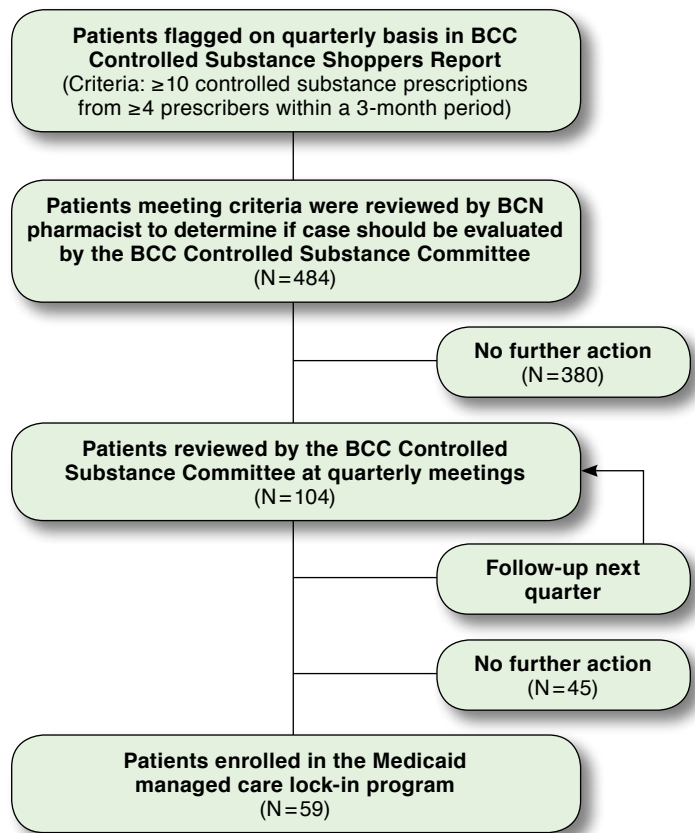 Patients flagged on quarterly basis in BCC
Controlled Substance Shoppers Report
(Criteria: ≥10 controlled substance prescriptions
from ≥4 prescribers within a 3-month period)
Patients meeting criteria were reviewed by BCN
pharmacist to determine if case should be evaluated
by the BCC Controlled Substance Committee
(N=484)
No further action
(N=380)
Patients reviewed by the BCC Controlled
Substance Committee at quarterly meetings
(N=104)
Follow-up next
quarter
No further action
(N=45)
Patients enrolled in the Medicaid
managed care lock-in program
(N=59)